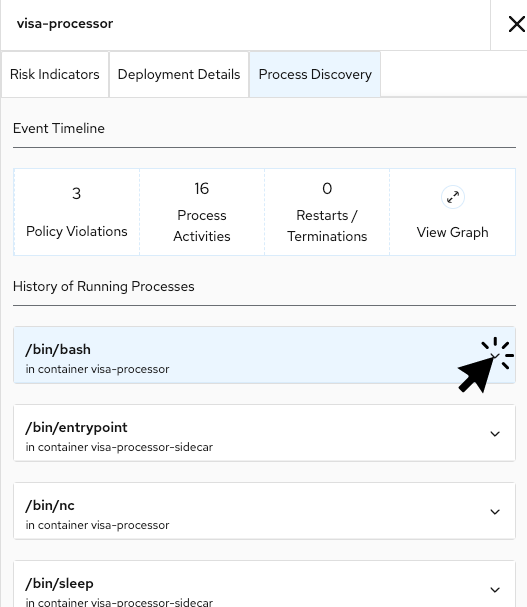 visa-processor
Risk Indicators
Deployment Details
Process Discovery
Event Timeline
3
Policy Violations
16
Process
Activities
0
Restarts /
Terminations
View Graph
History of Running Processes
/bin/bash
in container visa-processor
/bin/entrypoint
in container visa-processor-sidecar
/bin/nc
in container visa-processor
/bin/sleep
in container visa-processor-sidecar